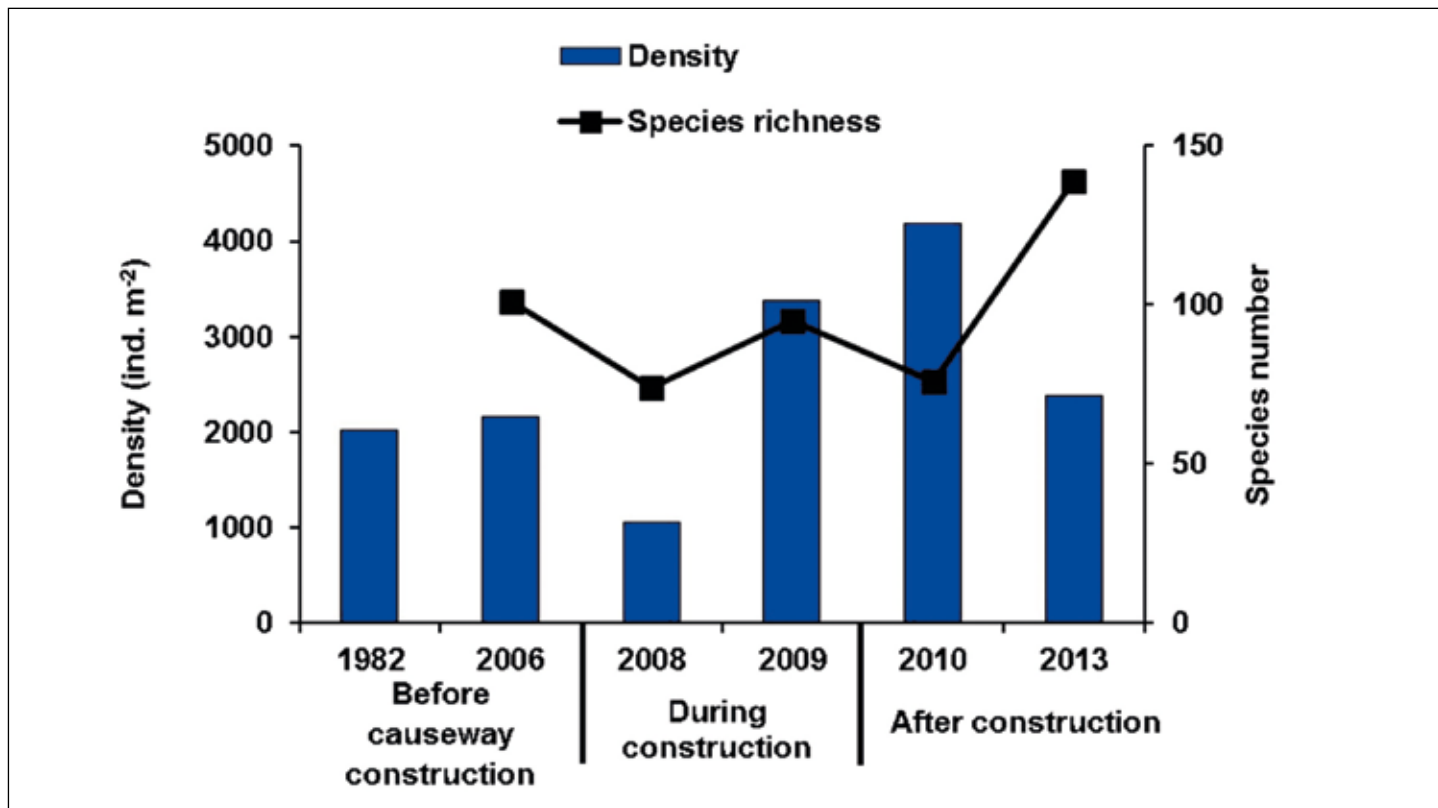 Density
Species richness
5000
4000
3000
2000
1000
0
Density (ind. m⁻²)
150
100
50
0
Species number
1982 2006 2008 2009 2010 2013
Before
causeway
construction
During
construction
After construction